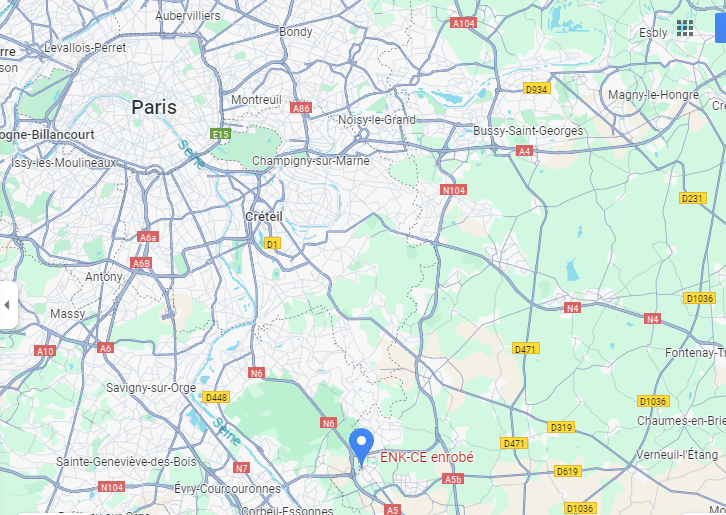 Aubervilliers
A104
Esbly
Bondy
Levallois-Perret
rre
son
D934
Magny-le-Hongre
Montreuil
A86
Paris
Noisy-le-Grand
Cré
ogne-Billancourt
E15
Bussy-Saint-Georges
Seine
A4
Issy-les-Moulineaux
Champigny-sur-Marne
N104
D231
Créteil
A6a
D1
A6B
Antony
D1036
N4
Massy
N4
A10
A6
D471
Fontenay-Tr
N6
Savigny-sur-Orge
D448
D1036
N6
Chaumes-en-Brie
D319
Seine
D471
ENK-CE enrobé
Verneuil-l'Étang
Sainte-Geneviève-des-Bois
N7
D619
A5b
N104
Évry-Courcouronnes
A5
D1036
Corbeil-Essonnes